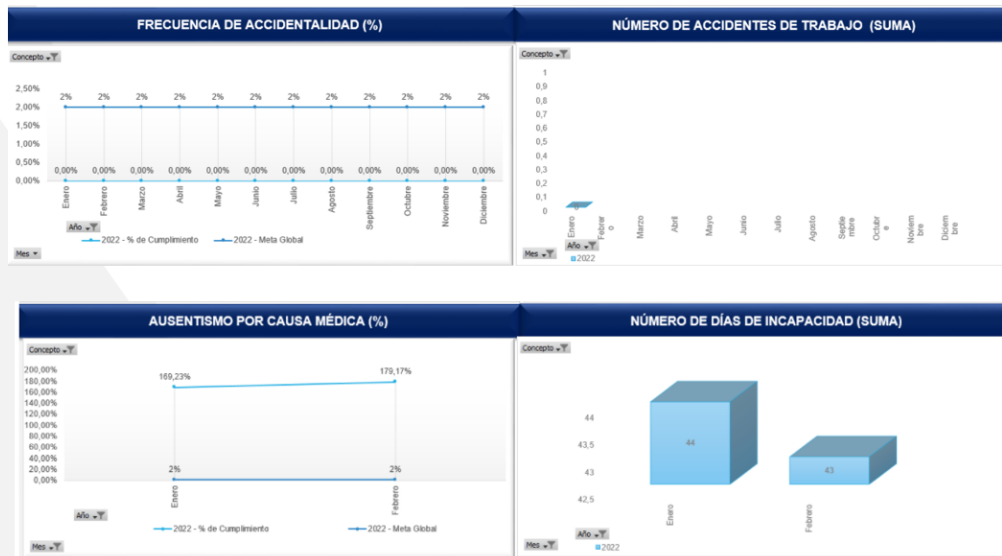 FRECUENCIA DE ACCIDENTALIDAD (%)
Concepto
2,50%
2,00%
1,50%
1,00%
0,50%
0,00%
2% 2% 2% 2% 2% 2% 2% 2% 2% 2% 2% 2%
0,00% 0,00% 0,00% 0,00% 0,00% 0,00% 0,00% 0,00% 0,00% 0,00% 0,00% 0,00%
Enero Febrero Marzo Abril Mayo Junio Julio Agosto Septiembre Octubre Noviembre Diciembre
Año
2022 - % de Cumplimiento 2022 - Meta Global
Mes
NÚMERO DE ACCIDENTES DE TRABAJO (SUMA)
Concepto
1
0,9
0,8
0,7
0,6
0,5
0,4
0,3
0,2
0,1
0
0
Enero Febrer o Marzo Abril Mayo Junio Julio Agosto Septie mbre Octubr e Noviem bre Diciem bre
Año
Mes
2022
AUSENTISMO POR CAUSA MÉDICA (%)
Concepto
200,00%
180,00%
160,00%
140,00%
120,00%
100,00%
80,00%
60,00%
40,00%
20,00%
0,00%
169,23% 179,17%
2% 2%
Enero Febrero
Año
2022 - % de Cumplimiento 2022 - Meta Global
Mes
NÚMERO DE DÍAS DE INCAPACIDAD (SUMA)
Concepto
44
43,5
43
42,5
44 43
Enero Febrero
Año
Mes
2022